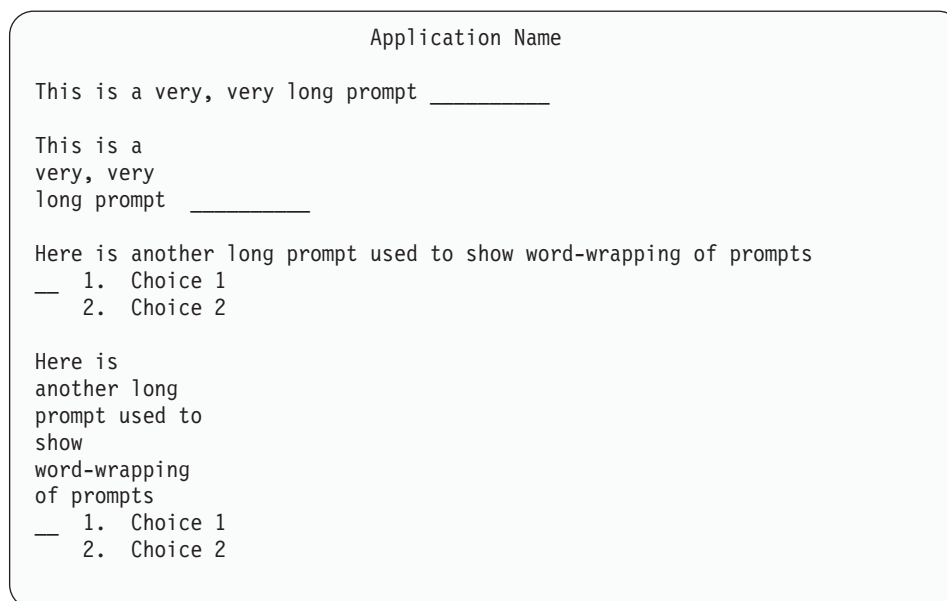 Application Name
This is a very, very long prompt __________
This is a
very, very
long prompt __________
Here is another long prompt used to show word-wrapping of prompts
__ 1. Choice 1
2. Choice 2
Here is
another long
prompt used to
show
word-wrapping
of prompts
__ 1. Choice 1
2. Choice 2